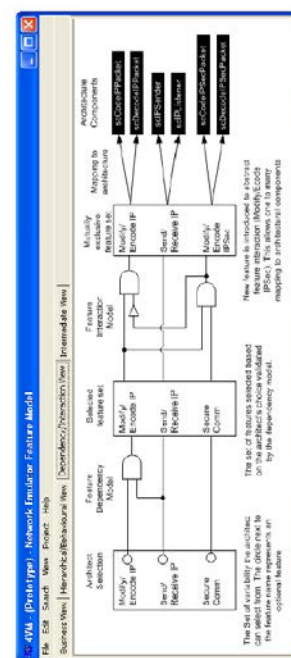 4VM - (Prototype) - Network Emulator Feature Model
File Edit Search View Project Help
Business View Hierarchical/Behavioural View Dependency/Interaction View Intermediate View
Architect
Selection
Feature
Dependency
Model
Selected
feature set
Feature
Interaction
Model
Mutually
exclusive
feature set
Mapping to
architecture
Architecture
Components
Modify/
Encode IP
Send/
Receive IP
Secure
Comm
Modify/
Encode IP
Send/
Receive IP
Secure
Comm
Modify/
Encode IP
Send/
Receive IP
Modify/
Encode
IPSec
scCodeIPPacket
scDecodeIPPacket
sdIPSender
sdIPListener
scCodeIPSecPacket
scDecodeIPSecPacket
The Set of variability the architect
can select from. The circle next to
the feature name represents an
optional feature
The set of features selected based
on the architect's choice validated
by the dependency model.
New feature is introduced to abstract
feature interaction (Modify/Ecode
IPSec). This allows one to many
mapping to architectural components